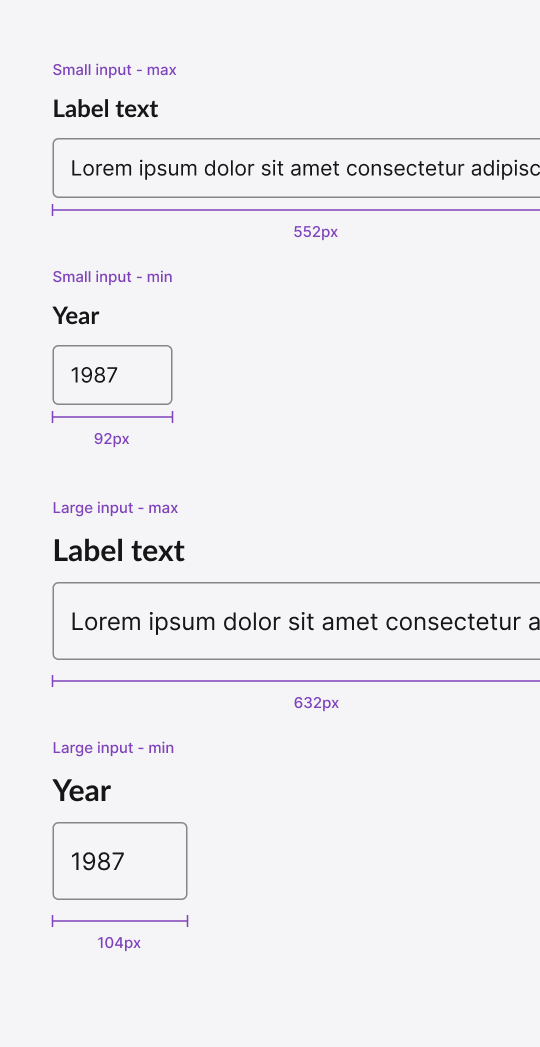 Small input - max
Label text
Lorem ipsum dolor sit amet consectetur adipisc
552px
Small input - min
Year
1987
92px
Large input - max
Label text
Lorem ipsum dolor sit amet consectetur a
632px
Large input - min
Year
1987
104px